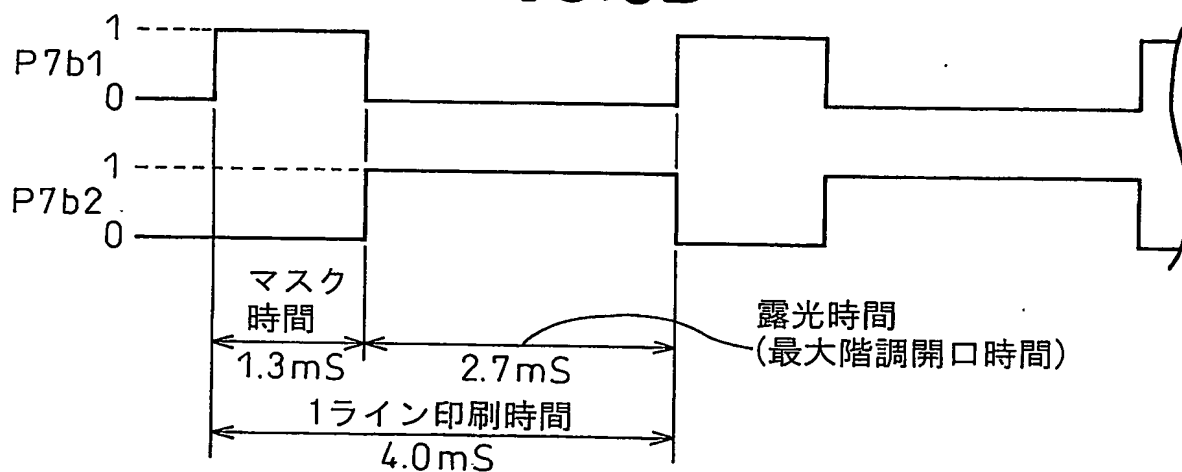 1
P7b1
0
1
P7b2
0
マスク
時間
1.3mS
2.7mS
露光時間
(最大階調開口時間)
1ライン印刷時間
4.0mS